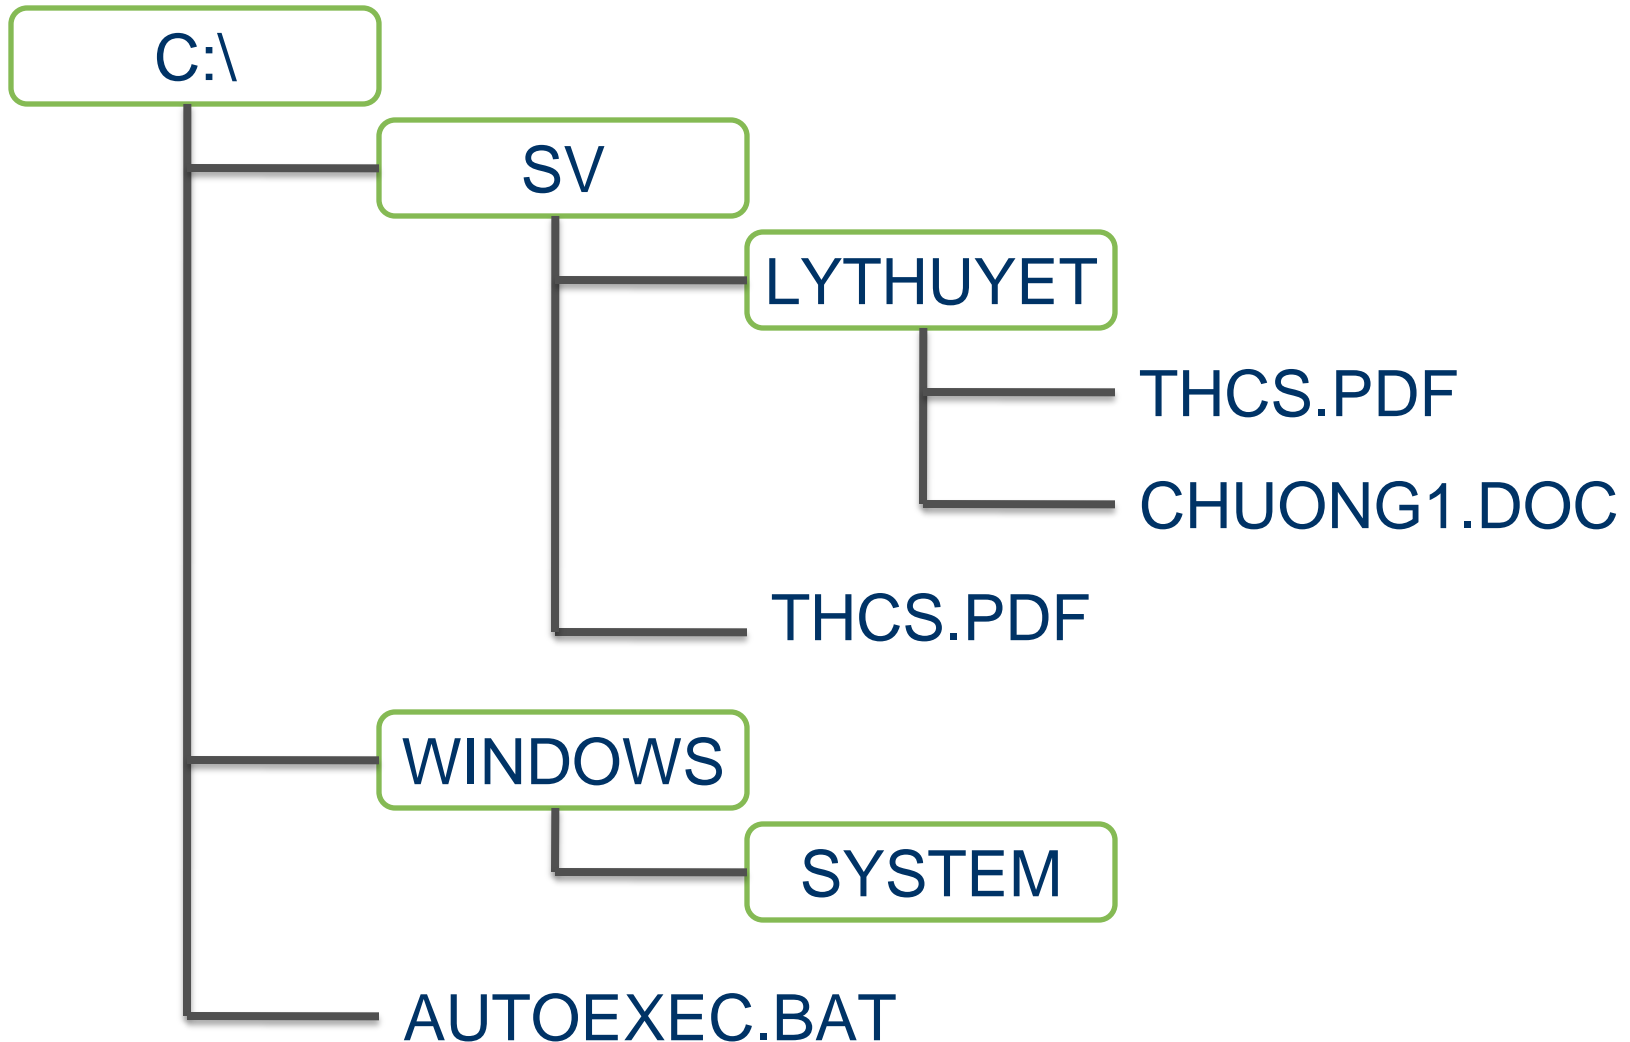 C:\
SV
LYTHUYET
THCS.PDF
CHUONG1.DOC
THCS.PDF
WINDOWS
SYSTEM
AUTOEXEC.BAT